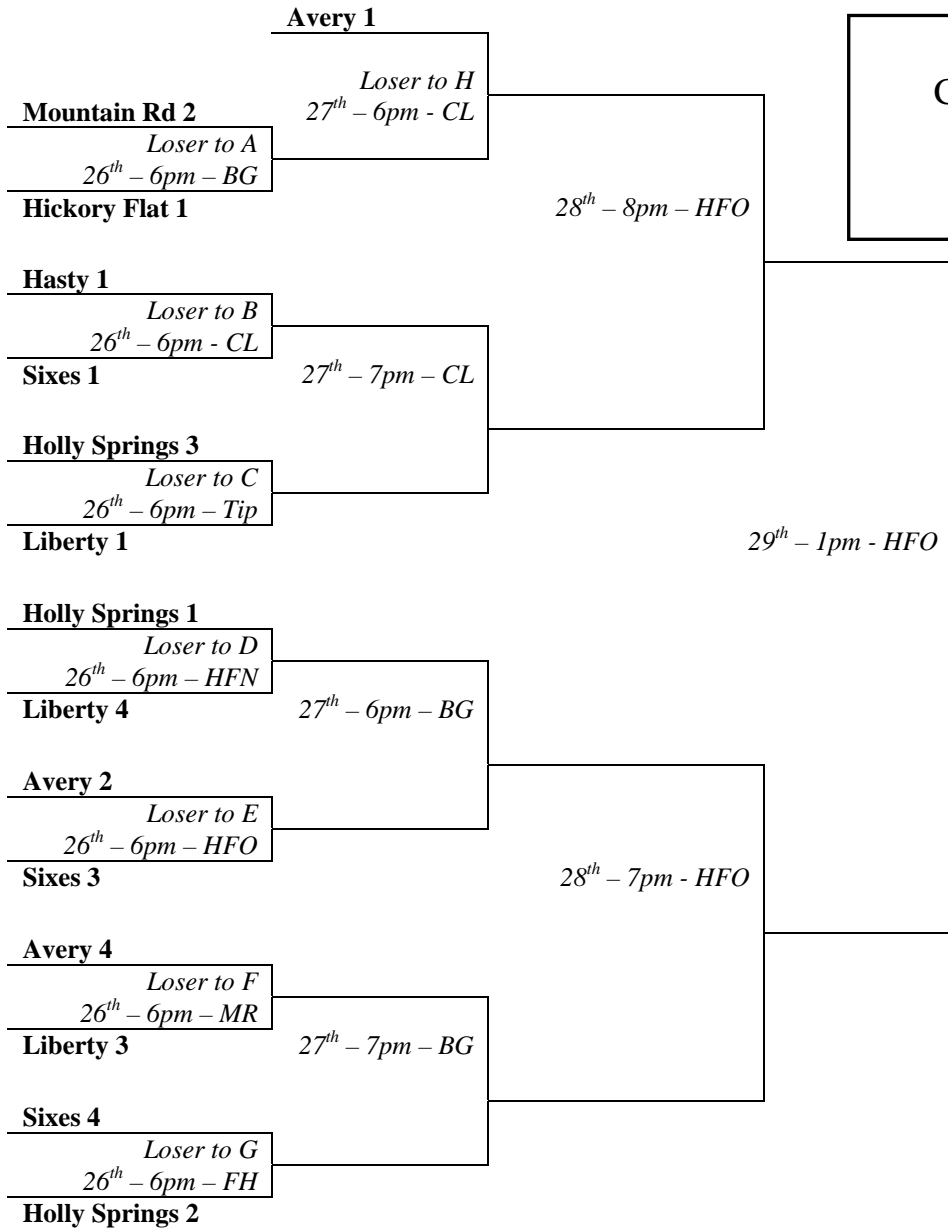 Avery 1
Loser to H
27th – 6pm - CL
Mountain Rd 2
Loser to A
26th – 6pm – BG
Hickory Flat 1
28th – 8pm – HFO
C
Hasty 1
Loser to B
26th – 6pm - CL
Sixes 1
27th – 7pm – CL
Holly Springs 3
Loser to C
26th – 6pm – Tip
Liberty 1
29th – 1pm - HFO
Holly Springs 1
Loser to D
26th – 6pm – HFN
Liberty 4
27th – 6pm – BG
Avery 2
Loser to E
26th – 6pm – HFO
Sixes 3
28th – 7pm - HFO
Avery 4
Loser to F
26th – 6pm – MR
Liberty 3
27th – 7pm – BG
Sixes 4
Loser to G
26th – 6pm – FH
Holly Springs 2